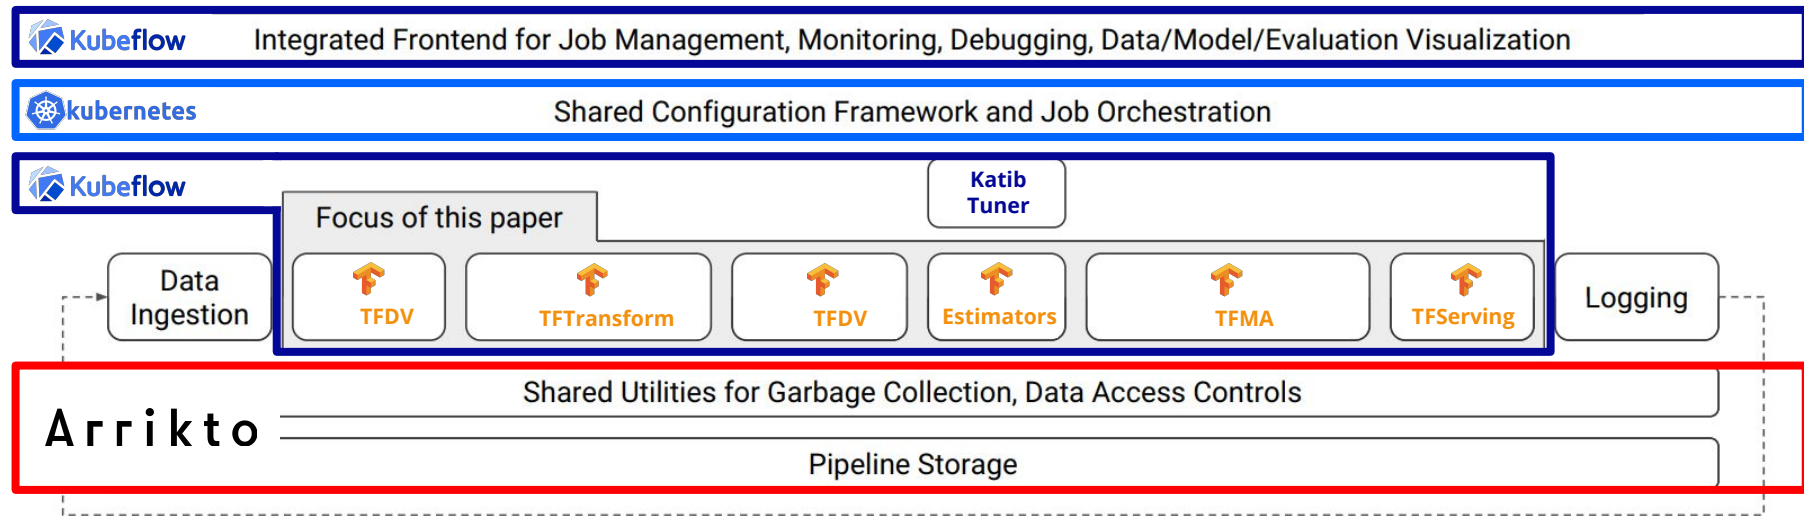 Kubeflow
Integrated Frontend for Job Management, Monitoring, Debugging, Data/Model/Evaluation Visualization
kubernetes
Shared Configuration Framework and Job Orchestration
Kubeflow
Katib
Tuner
Focus of this paper
Data
Ingestion
TFDV
TFTransform
TFDV
Estimators
TFMA
TFServing
Logging
Shared Utilities for Garbage Collection, Data Access Controls
Arrikto
Pipeline Storage